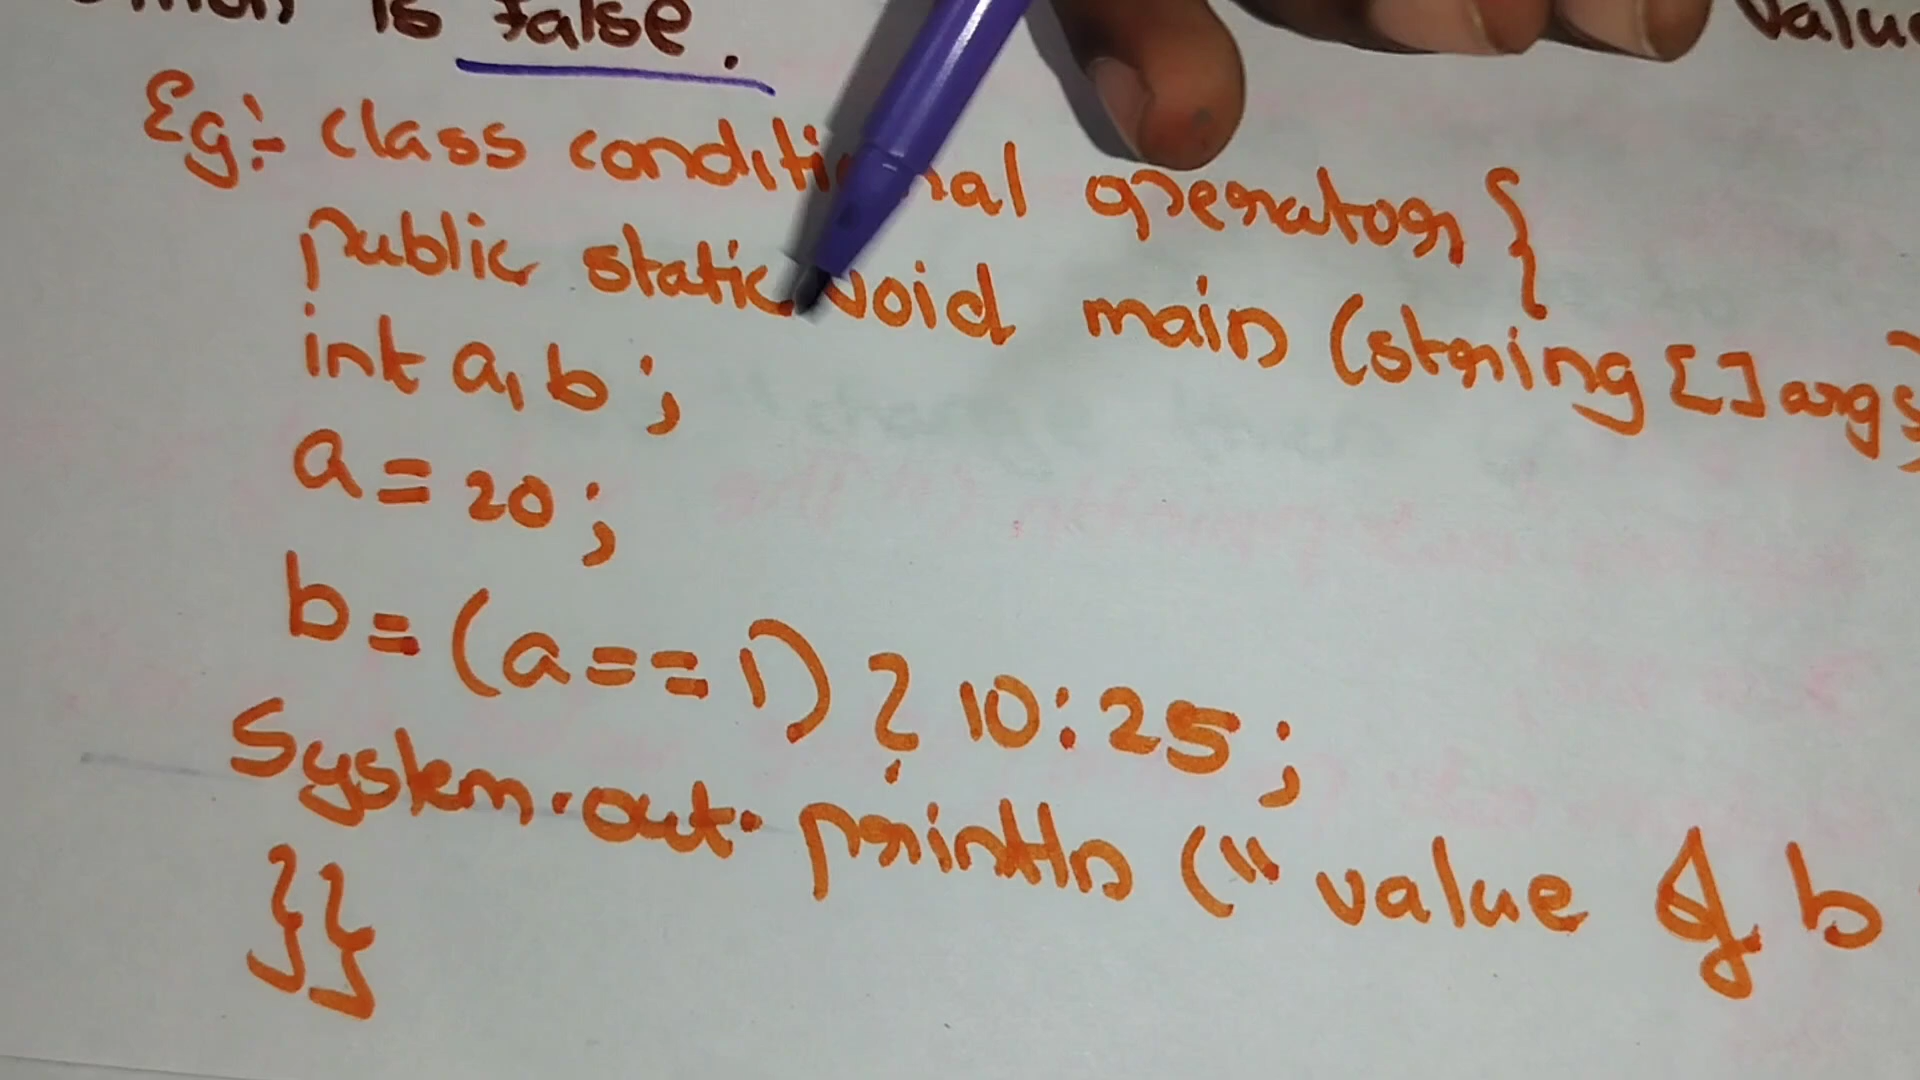 is false. value
Eg:- class conditional operator {
public static void main (string [] args)
int a, b ;
a = 20 ;
b = (a == 1) ? 10 : 25 ;
System.out.println ("value of b
}}